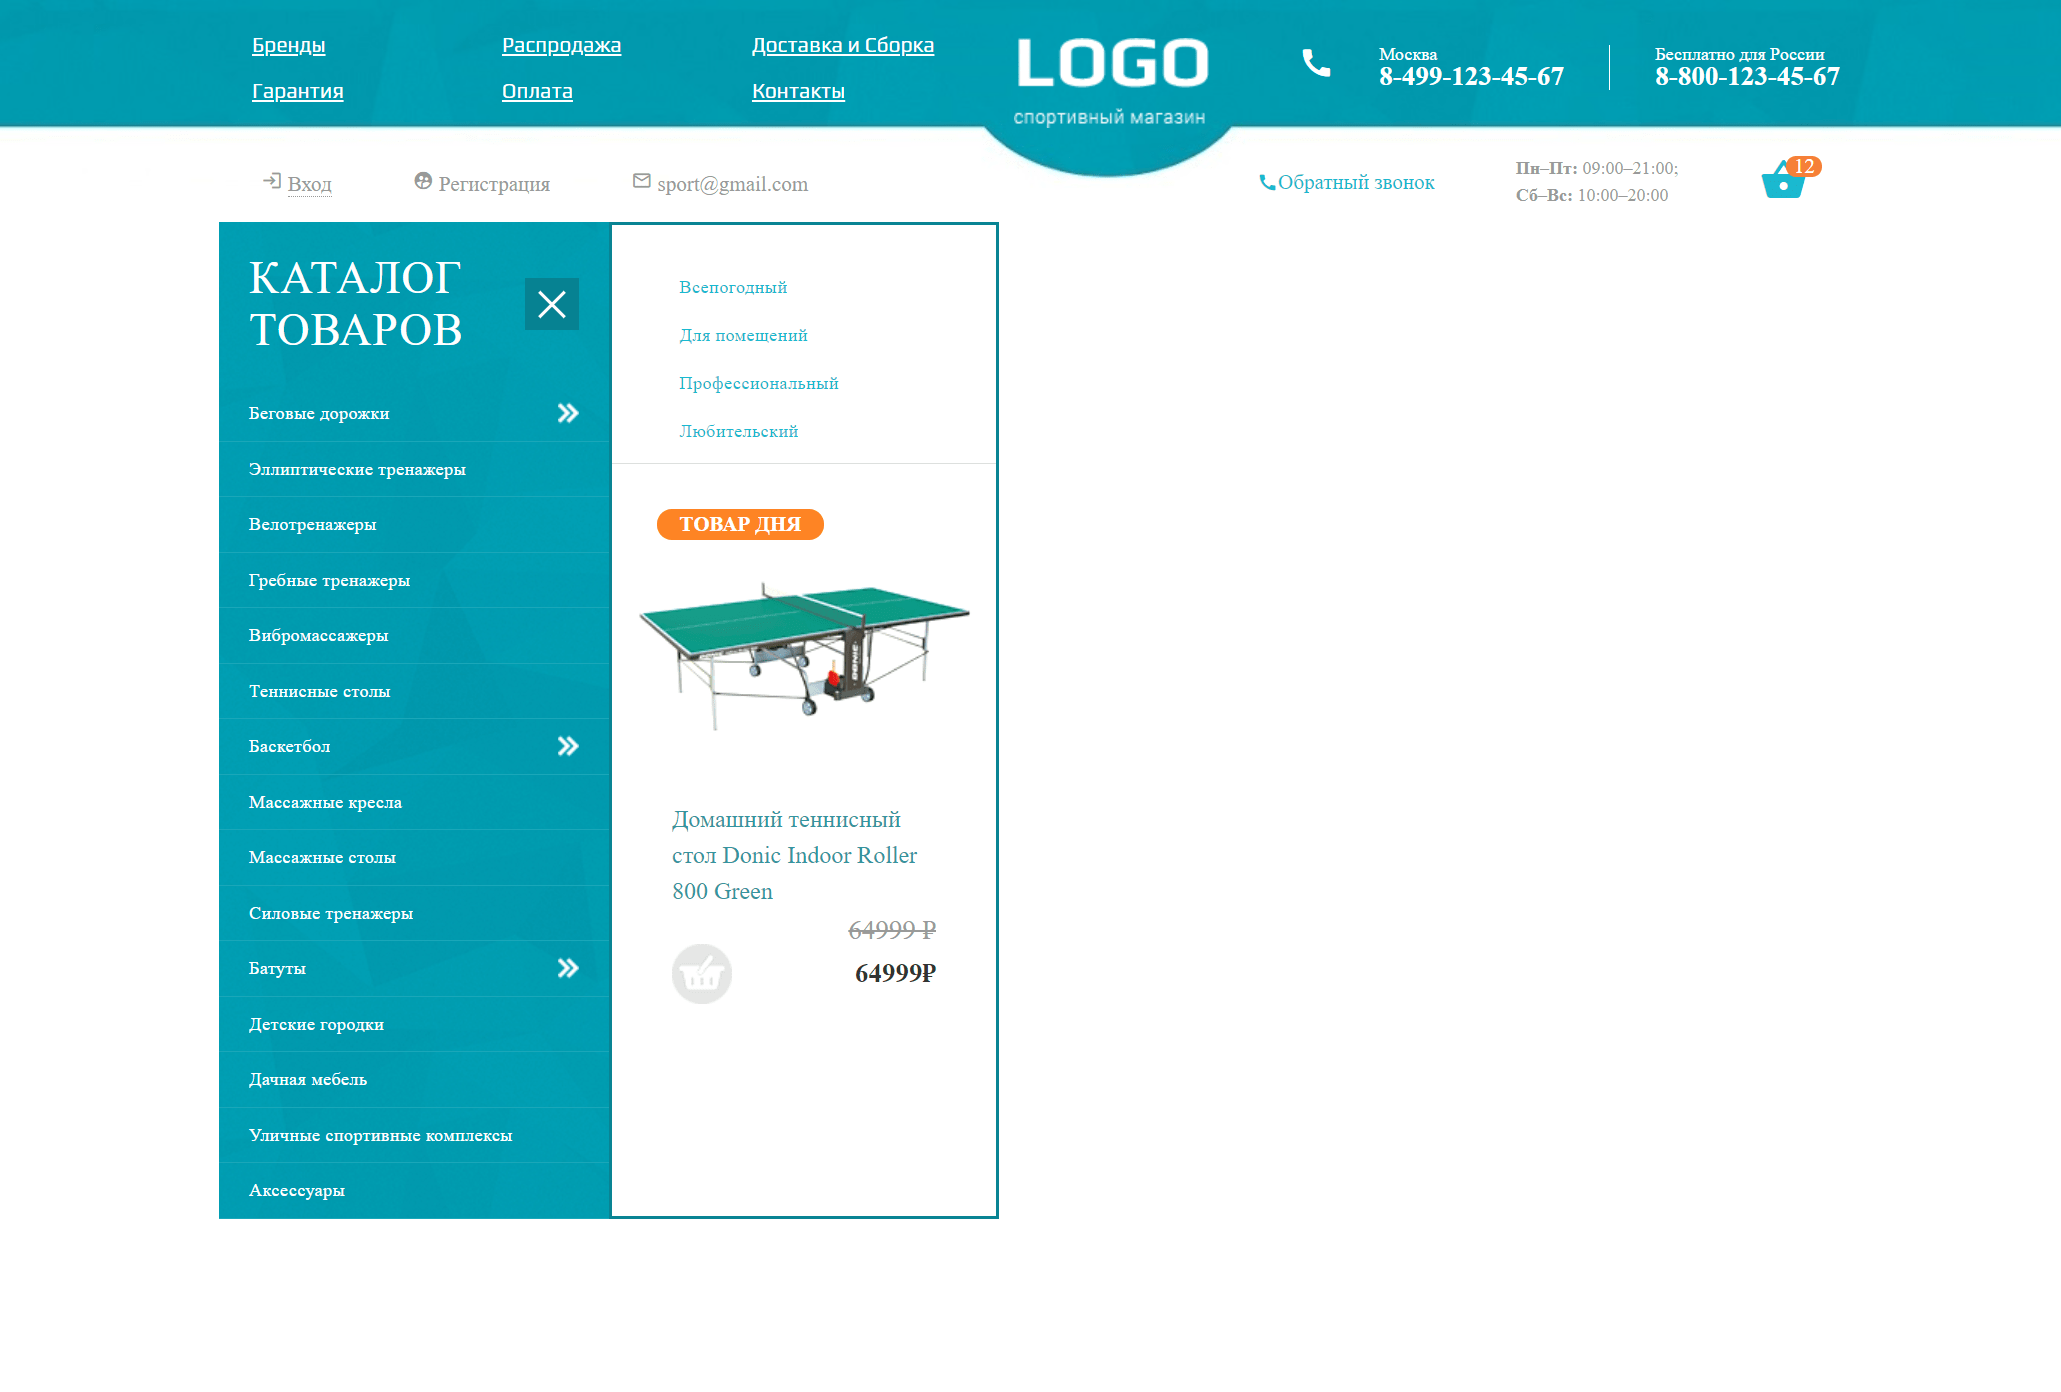 Бренды
Распродажа
Доставка и Сборка
Гарантия
Оплата
Контакты
LOGO
спортивный магазин
Москва
8-499-123-45-67
Бесплатно для России
8-800-123-45-67
Вход
Регистрация
sport@gmail.com
Обратный звонок
Пн–Пт: 09:00–21:00;
Сб–Вс: 10:00–20:00
12
КАТАЛОГ
ТОВАРОВ
Беговые дорожки
Эллиптические тренажеры
Велотренажеры
Гребные тренажеры
Вибромассажеры
Теннисные столы
Баскетбол
Массажные кресла
Массажные столы
Силовые тренажеры
Батуты
Детские городки
Дачная мебель
Уличные спортивные комплексы
Аксессуары
Всепогодный
Для помещений
Профессиональный
Любительский
ТОВАР ДНЯ
DONIC
Домашний теннисный
стол Donic Indoor Roller
800 Green
64999 ₽
64999₽